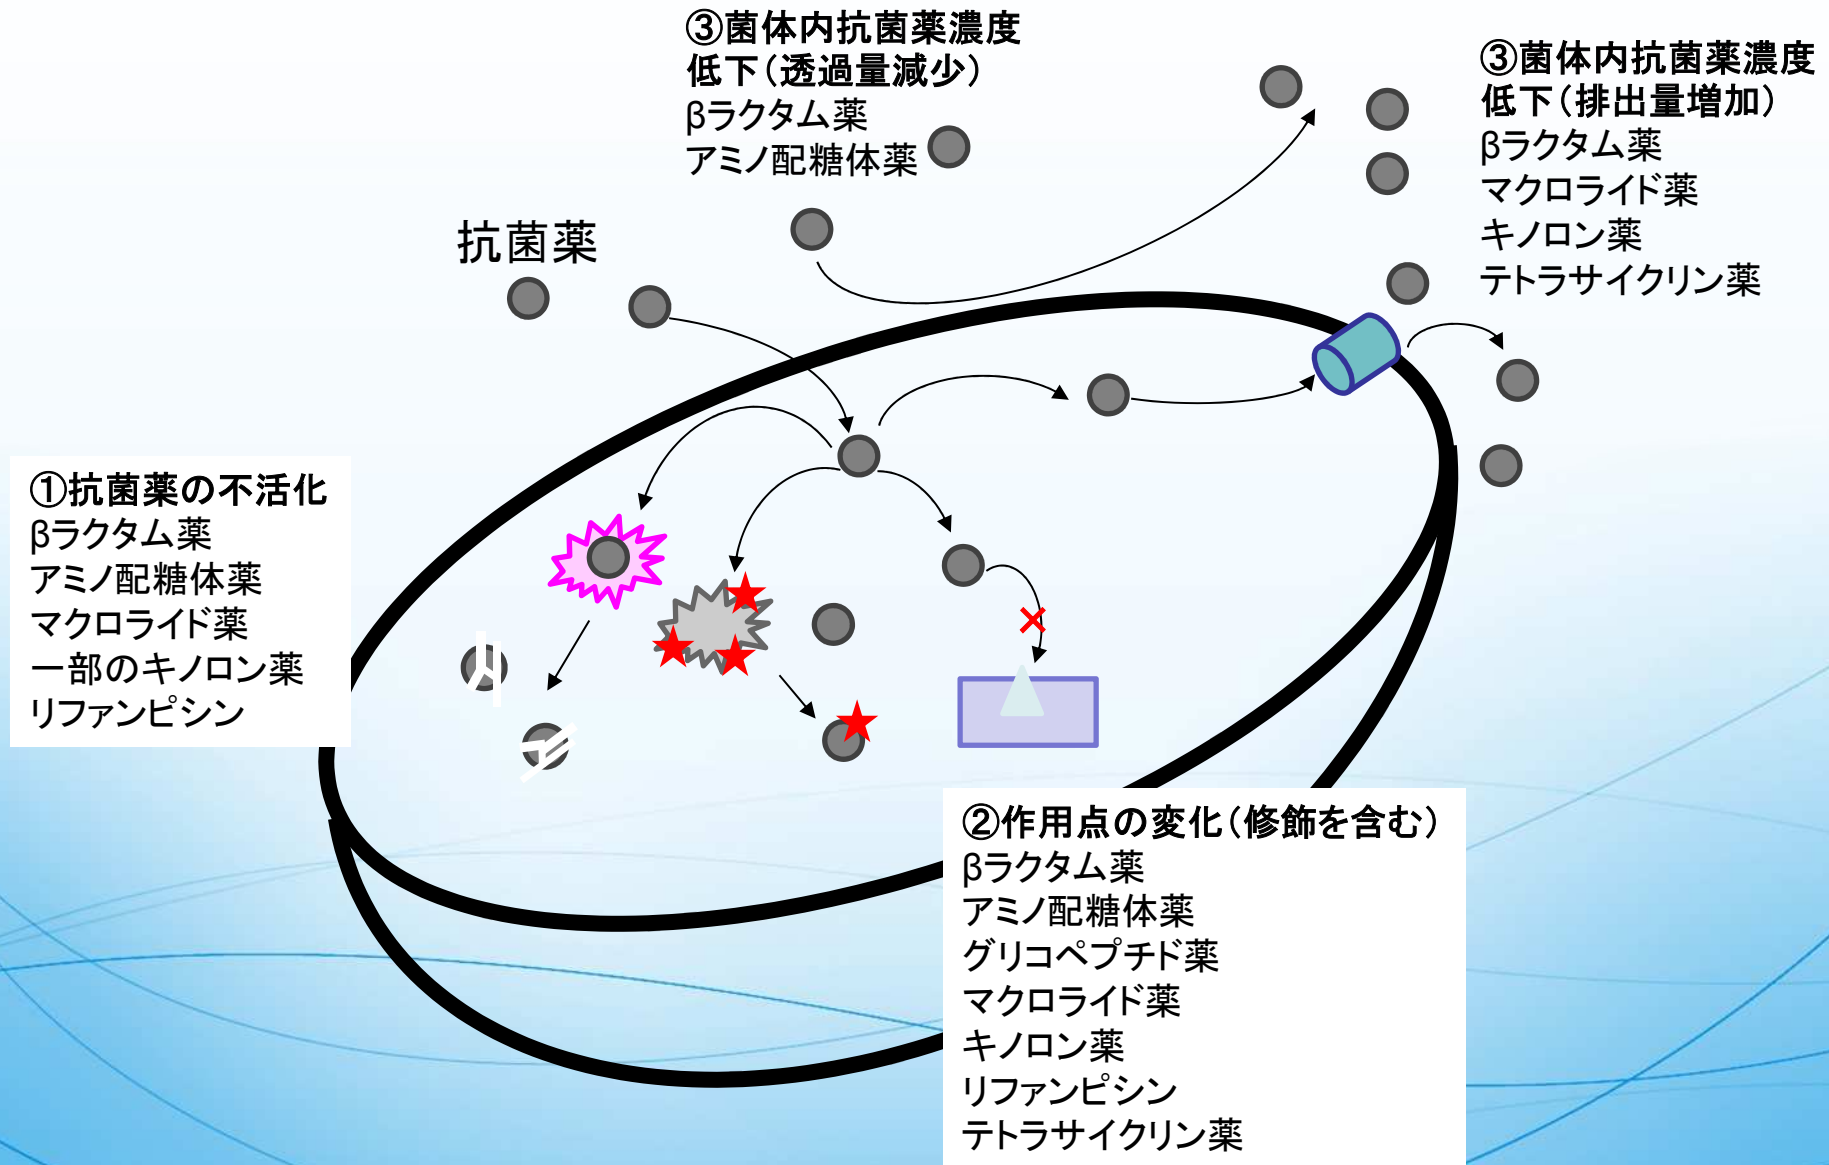 ③菌体内抗菌薬濃度
低下（透過量減少）
βラクタム薬
アミノ配糖体薬
③菌体内抗菌薬濃度
低下（排出量増加）
βラクタム薬
マクロライド薬
キノロン薬
テトラサイクリン薬
抗菌薬
①抗菌薬の不活化
βラクタム薬
アミノ配糖体薬
マクロライド薬
一部のキノロン薬
リファンピシン
②作用点の変化（修飾を含む）
βラクタム薬
アミノ配糖体薬
グリコペプチド薬
マクロライド薬
キノロン薬
リファンピシン
テトラサイクリン薬